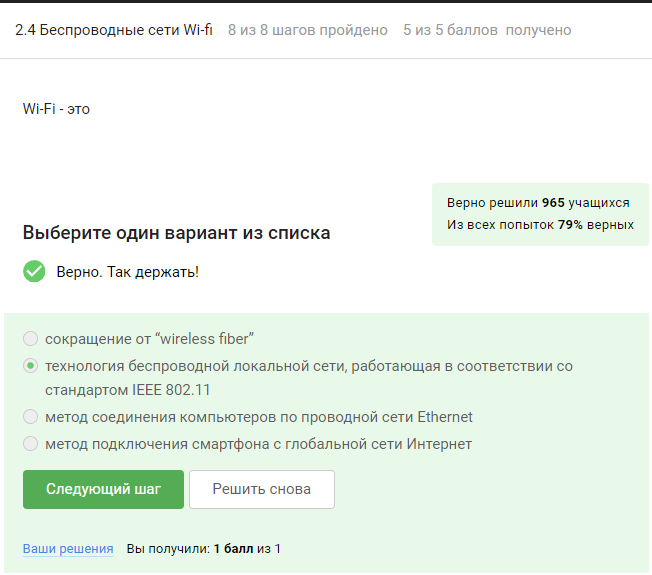 2.4 Беспроводные сети Wi-fi 8 из 8 шагов пройдено 5 из 5 баллов получено
Wi-Fi - это
Верно решили 965 учащихся
Из всех попыток 79% верных
Выберите один вариант из списка
Верно. Так держать!
сокращение от “wireless fiber”
технология беспроводной локальной сети, работающая в соответствии со
стандартом IEEE 802.11
метод соединения компьютеров по проводной сети Ethernet
метод подключения смартфона с глобальной сети Интернет
Следующий шаг Решить снова
Ваши решения Вы получили: 1 балл из 1